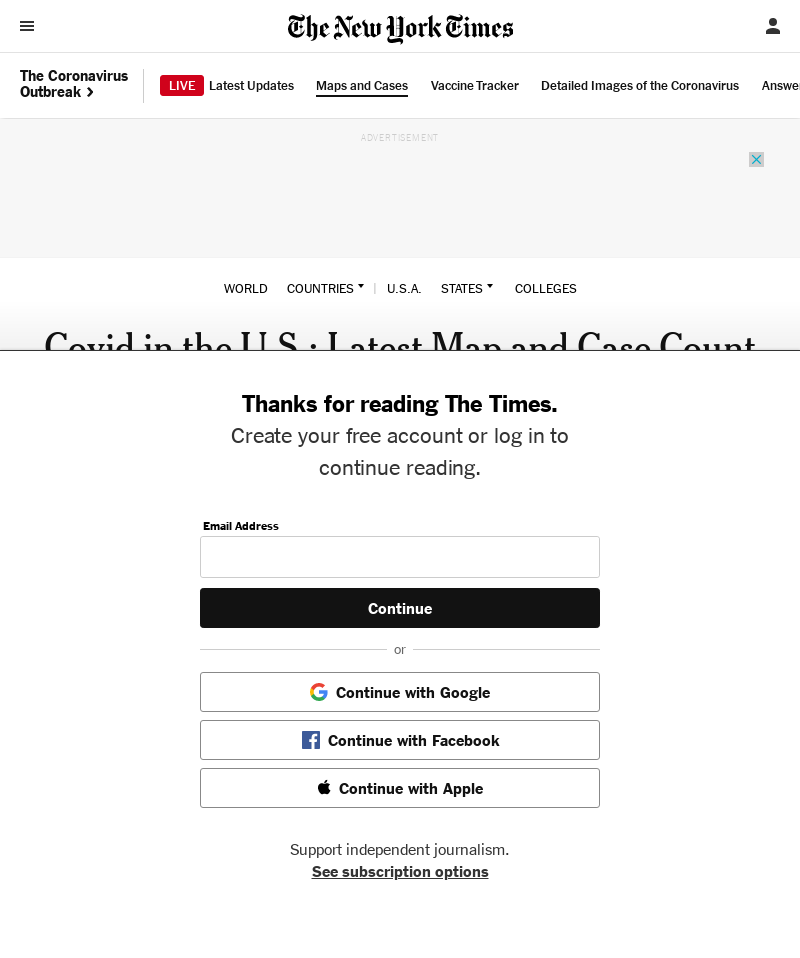 The New York Times
The Coronavirus
Outbreak
LIVE Latest Updates Maps and Cases Vaccine Tracker Detailed Images of the Coronavirus Answe
ADVERTISEMENT
WORLD COUNTRIES U.S.A. STATES COLLEGES
Covid in the U.S.: Latest Map and Case Count
Thanks for reading The Times.
Create your free account or log in to
continue reading.
Email Address
Continue
or
Continue with Google
Continue with Facebook
Continue with Apple
Support independent journalism.
See subscription options